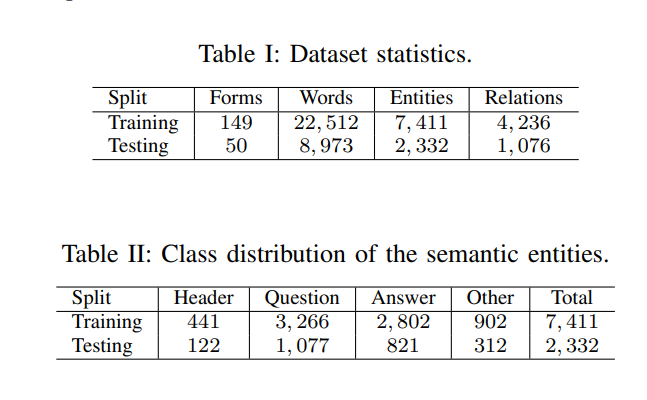 Table I: Dataset statistics.
Split Forms Words Entities Relations
Training 149 22,512 7,411 4,236
Testing 50 8,973 2,332 1,076
Table II: Class distribution of the semantic entities.
Split Header Question Answer Other Total
Training 441 3,266 2,802 902 7,411
Testing 122 1,077 821 312 2,332